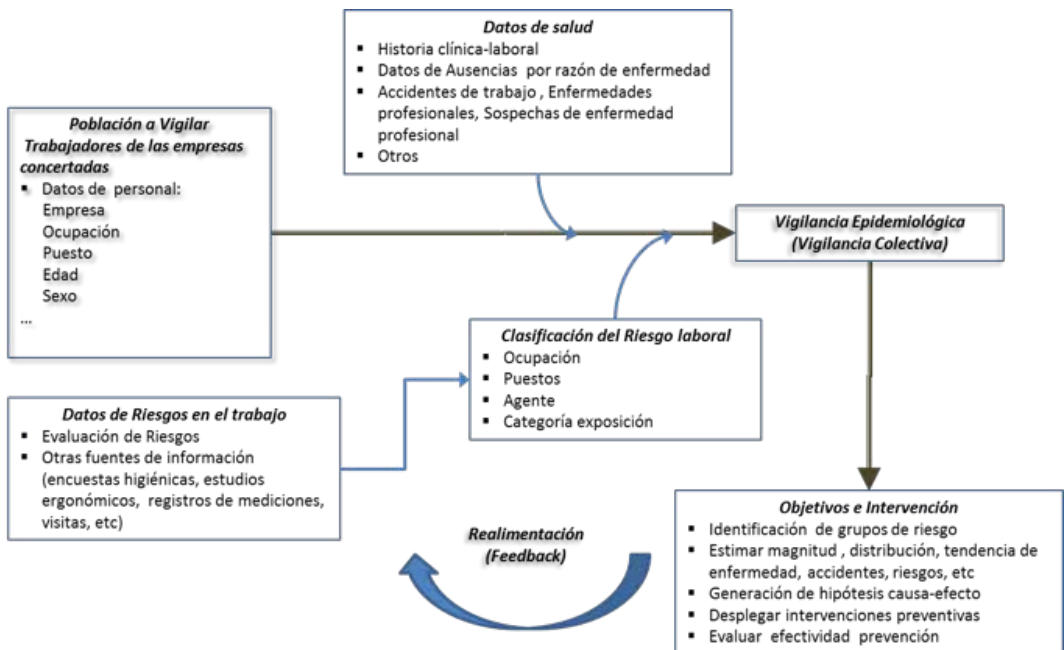 Datos de salud
▪ Historia clínica-laboral
▪ Datos de Ausencias por razón de enfermedad
▪ Accidentes de trabajo , Enfermedades
profesionales, Sospechas de enfermedad
profesional
▪ Otros
Población a Vigilar
Trabajadores de las empresas
concertadas
▪ Datos de personal:
Empresa
Ocupación
Puesto
Edad
Sexo
...
Vigilancia Epidemiológica
(Vigilancia Colectiva)
Clasificación del Riesgo laboral
▪ Ocupación
▪ Puestos
▪ Agente
▪ Categoría exposición
Datos de Riesgos en el trabajo
▪ Evaluación de Riesgos
▪ Otras fuentes de información
(encuestas higiénicas, estudios
ergonómicos, registros de mediciones,
visitas, etc)
Realimentación
(Feedback)
Objetivos e Intervención
▪ Identificación de grupos de riesgo
▪ Estimar magnitud , distribución, tendencia de
enfermedad, accidentes, riesgos, etc
▪ Generación de hipótesis causa-efecto
▪ Desplegar intervenciones preventivas
▪ Evaluar efectividad prevención